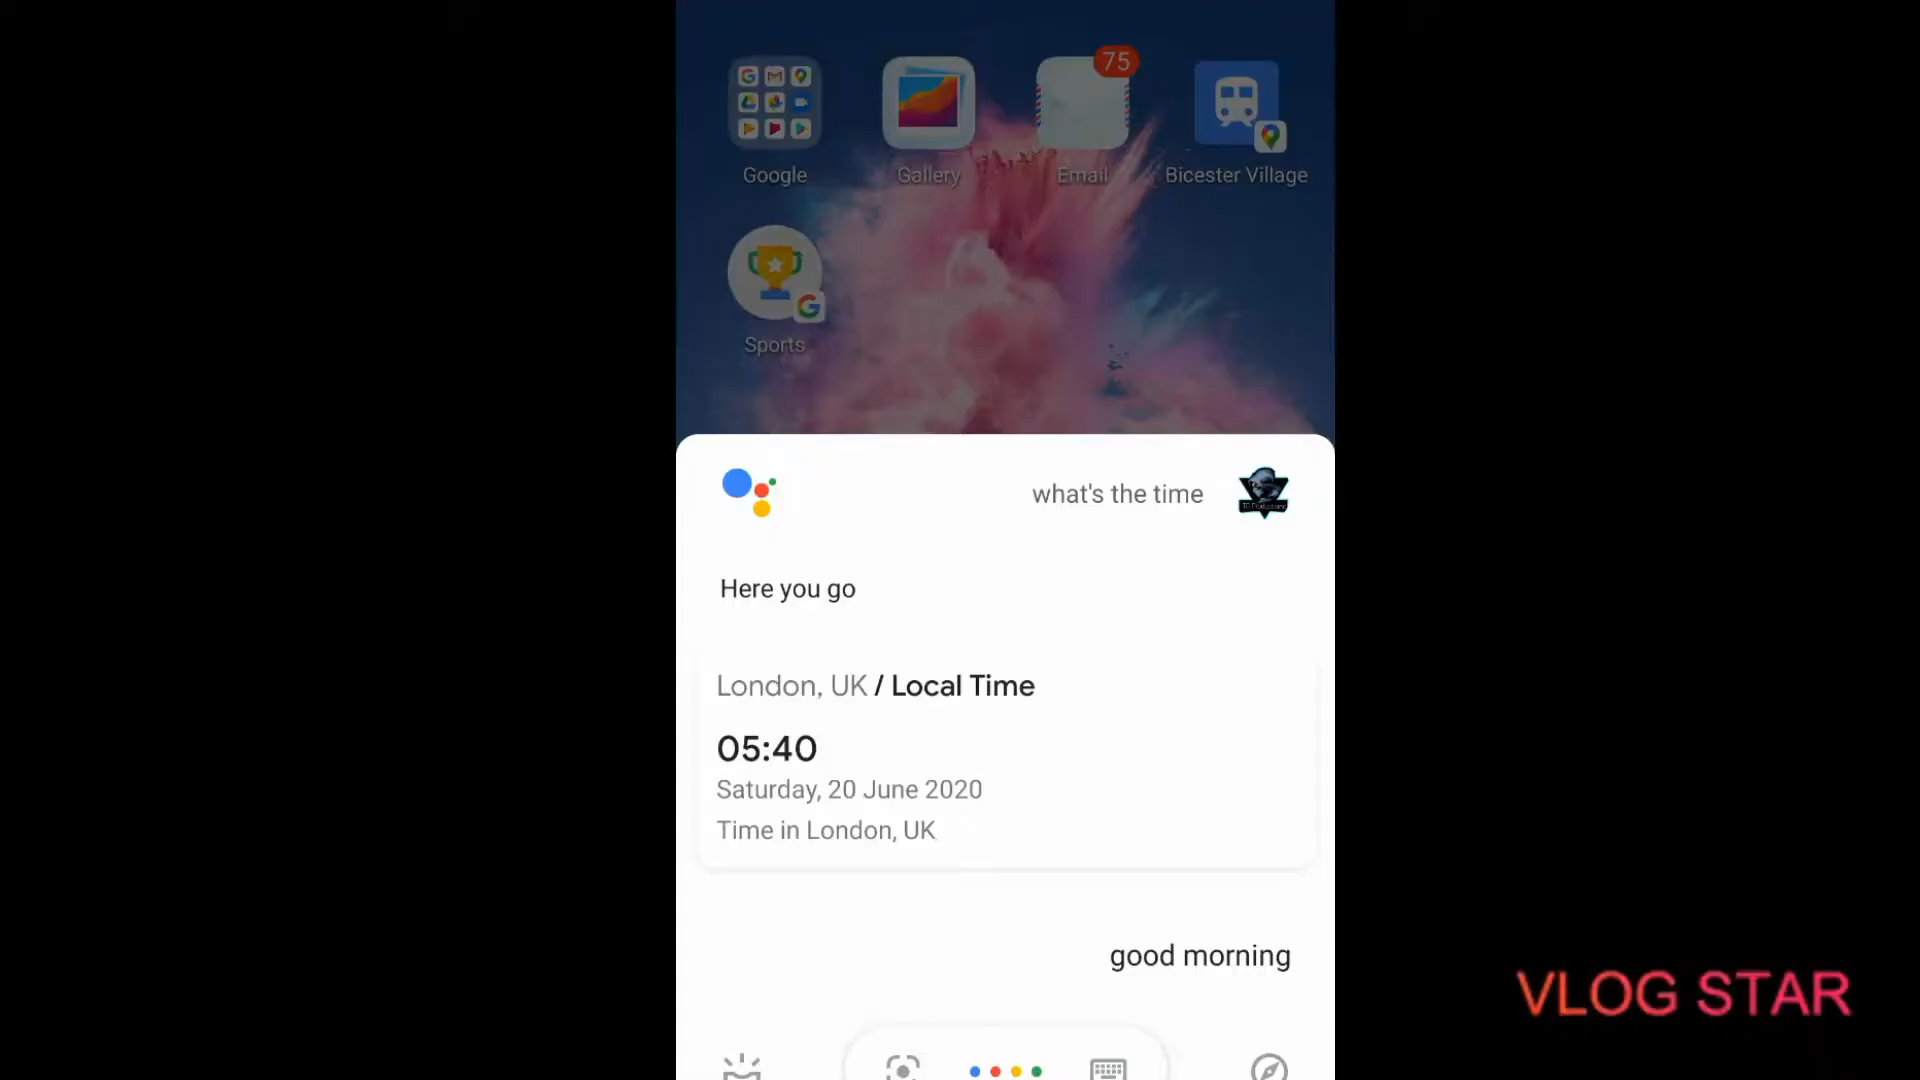 75
Google
Gallery
Email
Bicester Village
Sports
what's the time
Here you go
London, UK / Local Time
05:40
Saturday, 20 June 2020
Time in London, UK
good morning
VLOG STAR